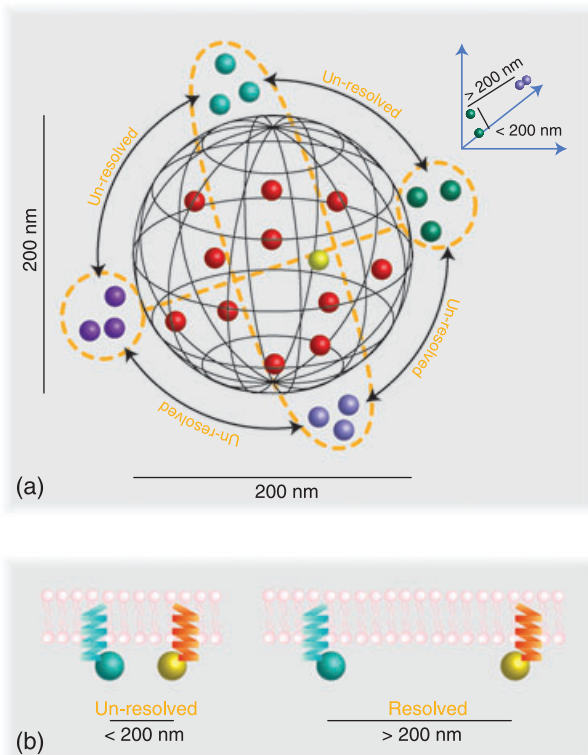 Un-resolved
> 200 nm
< 200 nm
Un-resolved
200 nm
Un-resolved
Un-resolved
200 nm
(a)
Un-resolved
< 200 nm
Resolved
> 200 nm
(b)